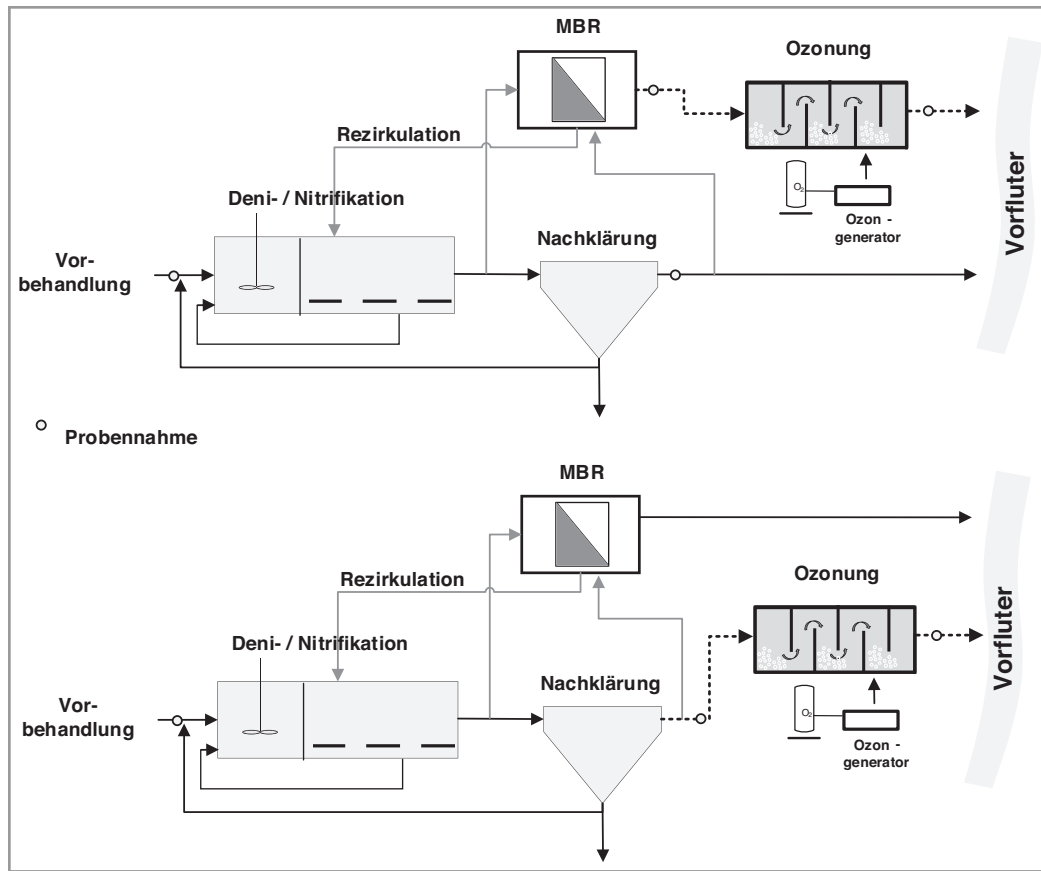 MBR
Ozonung
Rezirkulation
Deni- / Nitrifikation
O2
Ozon -
generator
Vorfluter
Nachklärung
Vor-
behandlung
Probennahme
MBR
Ozonung
Rezirkulation
Deni- / Nitrifikation
Vorfluter
Nachklärung
Vor-
behandlung
O2
Ozon -
generator